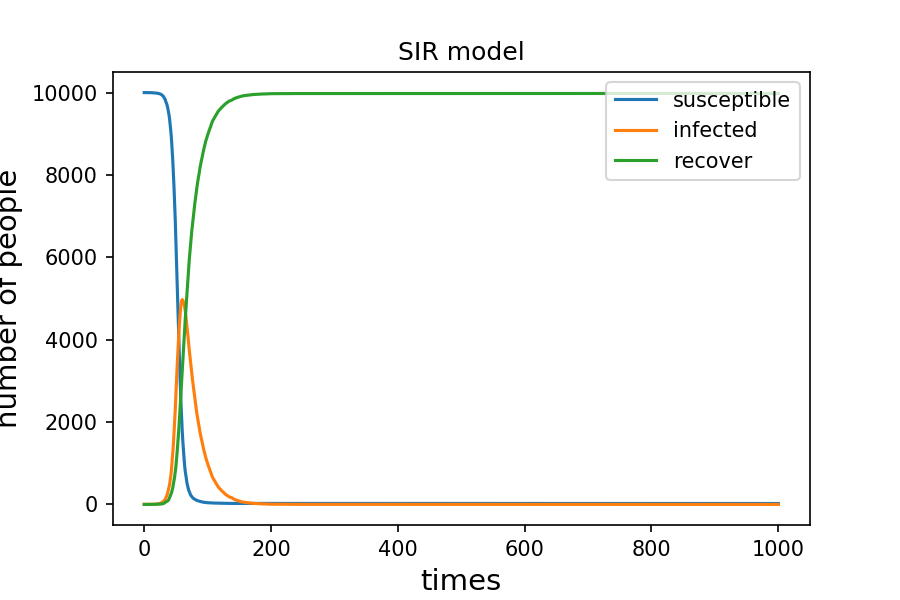 SIR model
number of people
10000
8000
6000
4000
2000
0
susceptible
infected
recover
0 200 400 600 800 1000
times